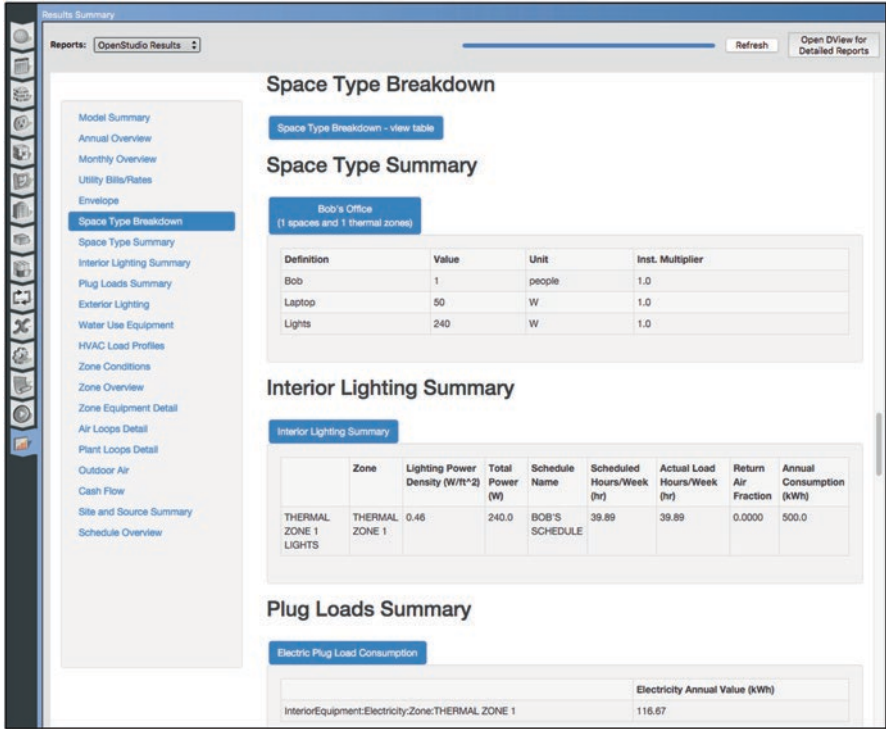 Results Summary
Reports: OpenStudio Results
Refresh
Open DView for
Detailed Reports
Model Summary
Annual Overview
Monthly Overview
Utility Bills/Rates
Envelope
Space Type Breakdown
Space Type Summary
Interior Lighting Summary
Plug Loads Summary
Exterior Lighting
Water Use Equipment
HVAC Load Profiles
Zone Conditions
Zone Overview
Zone Equipment Detail
Air Loops Detail
Plant Loops Detail
Outdoor Air
Cash Flow
Site and Source Summary
Schedule Overview
Space Type Breakdown
Space Type Breakdown - view table
Space Type Summary
Bob's Office
(1 spaces and 1 thermal zones)
Definition Value Unit Inst. Multiplier
Bob 1 people 1.0
Laptop 50 W 1.0
Lights 240 W 1.0
Interior Lighting Summary
Interior Lighting Summary
Zone Lighting Power Total Schedule Scheduled Actual Load Return Annual
Density (W/ft^2) Power Name Hours/Week Hours/Week Air Consumption
(W) (hr) (hr) Fraction (kWh)
THERMAL THERMAL 0.46 240.0 BOB'S 39.89 39.89 0.0000 500.0
ZONE 1 ZONE 1 SCHEDULE
LIGHTS
Plug Loads Summary
Electric Plug Load Consumption
Electricity Annual Value (kWh)
InteriorEquipment:Electricity:Zone:THERMAL ZONE 1 116.67